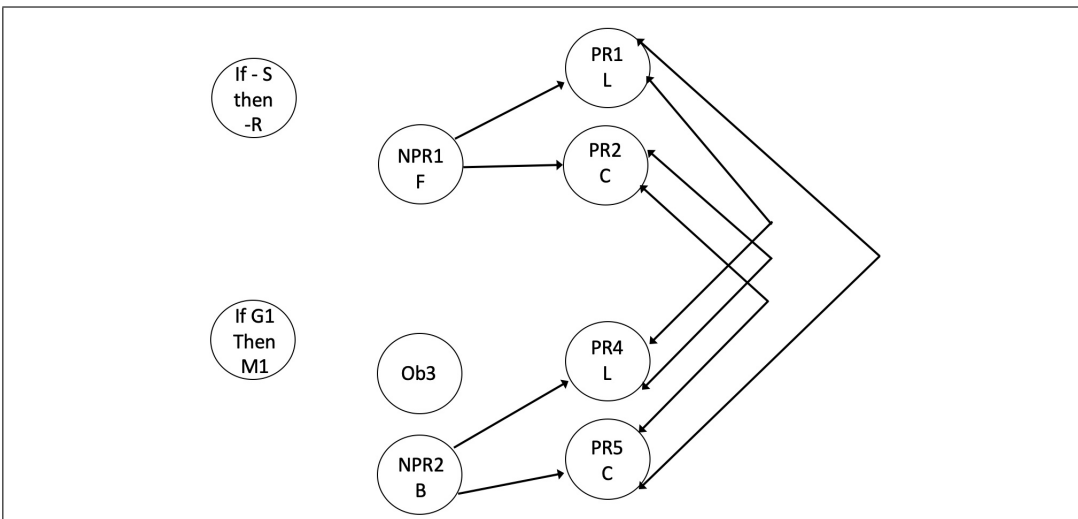 PR1
L
If - S
then
-R
NPR1
F
PR2
C
If G1
Then
M1
Ob3
PR4
L
NPR2
B
PR5
C